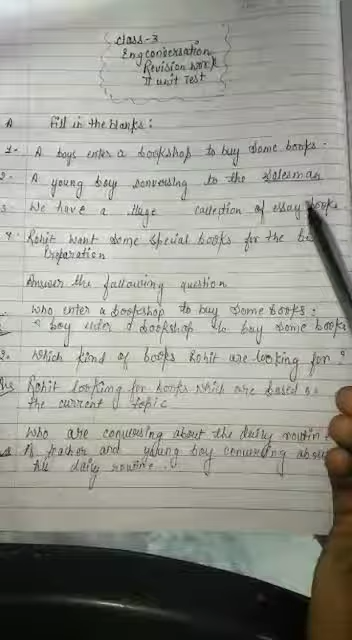 Class-3
Eng conversation
Revision work
II unit Test
A fill in the blanks:
1- A boys enter a bookshop to buy some books.
2- A young boy conversing to the salesman
3 We have a Huge collection of essay books
4 Rohit want some special books for the
Preparation
Answer the following question
who enter a bookshop to buy some books:
A boy enter a bookshop to buy some books
2. which kind of books Rohit are looking for?
Ans Rohit looking for books which are based on
the current topic
who are conversing about the daily routine
A teacher and young boy conversing about
the daily routine.